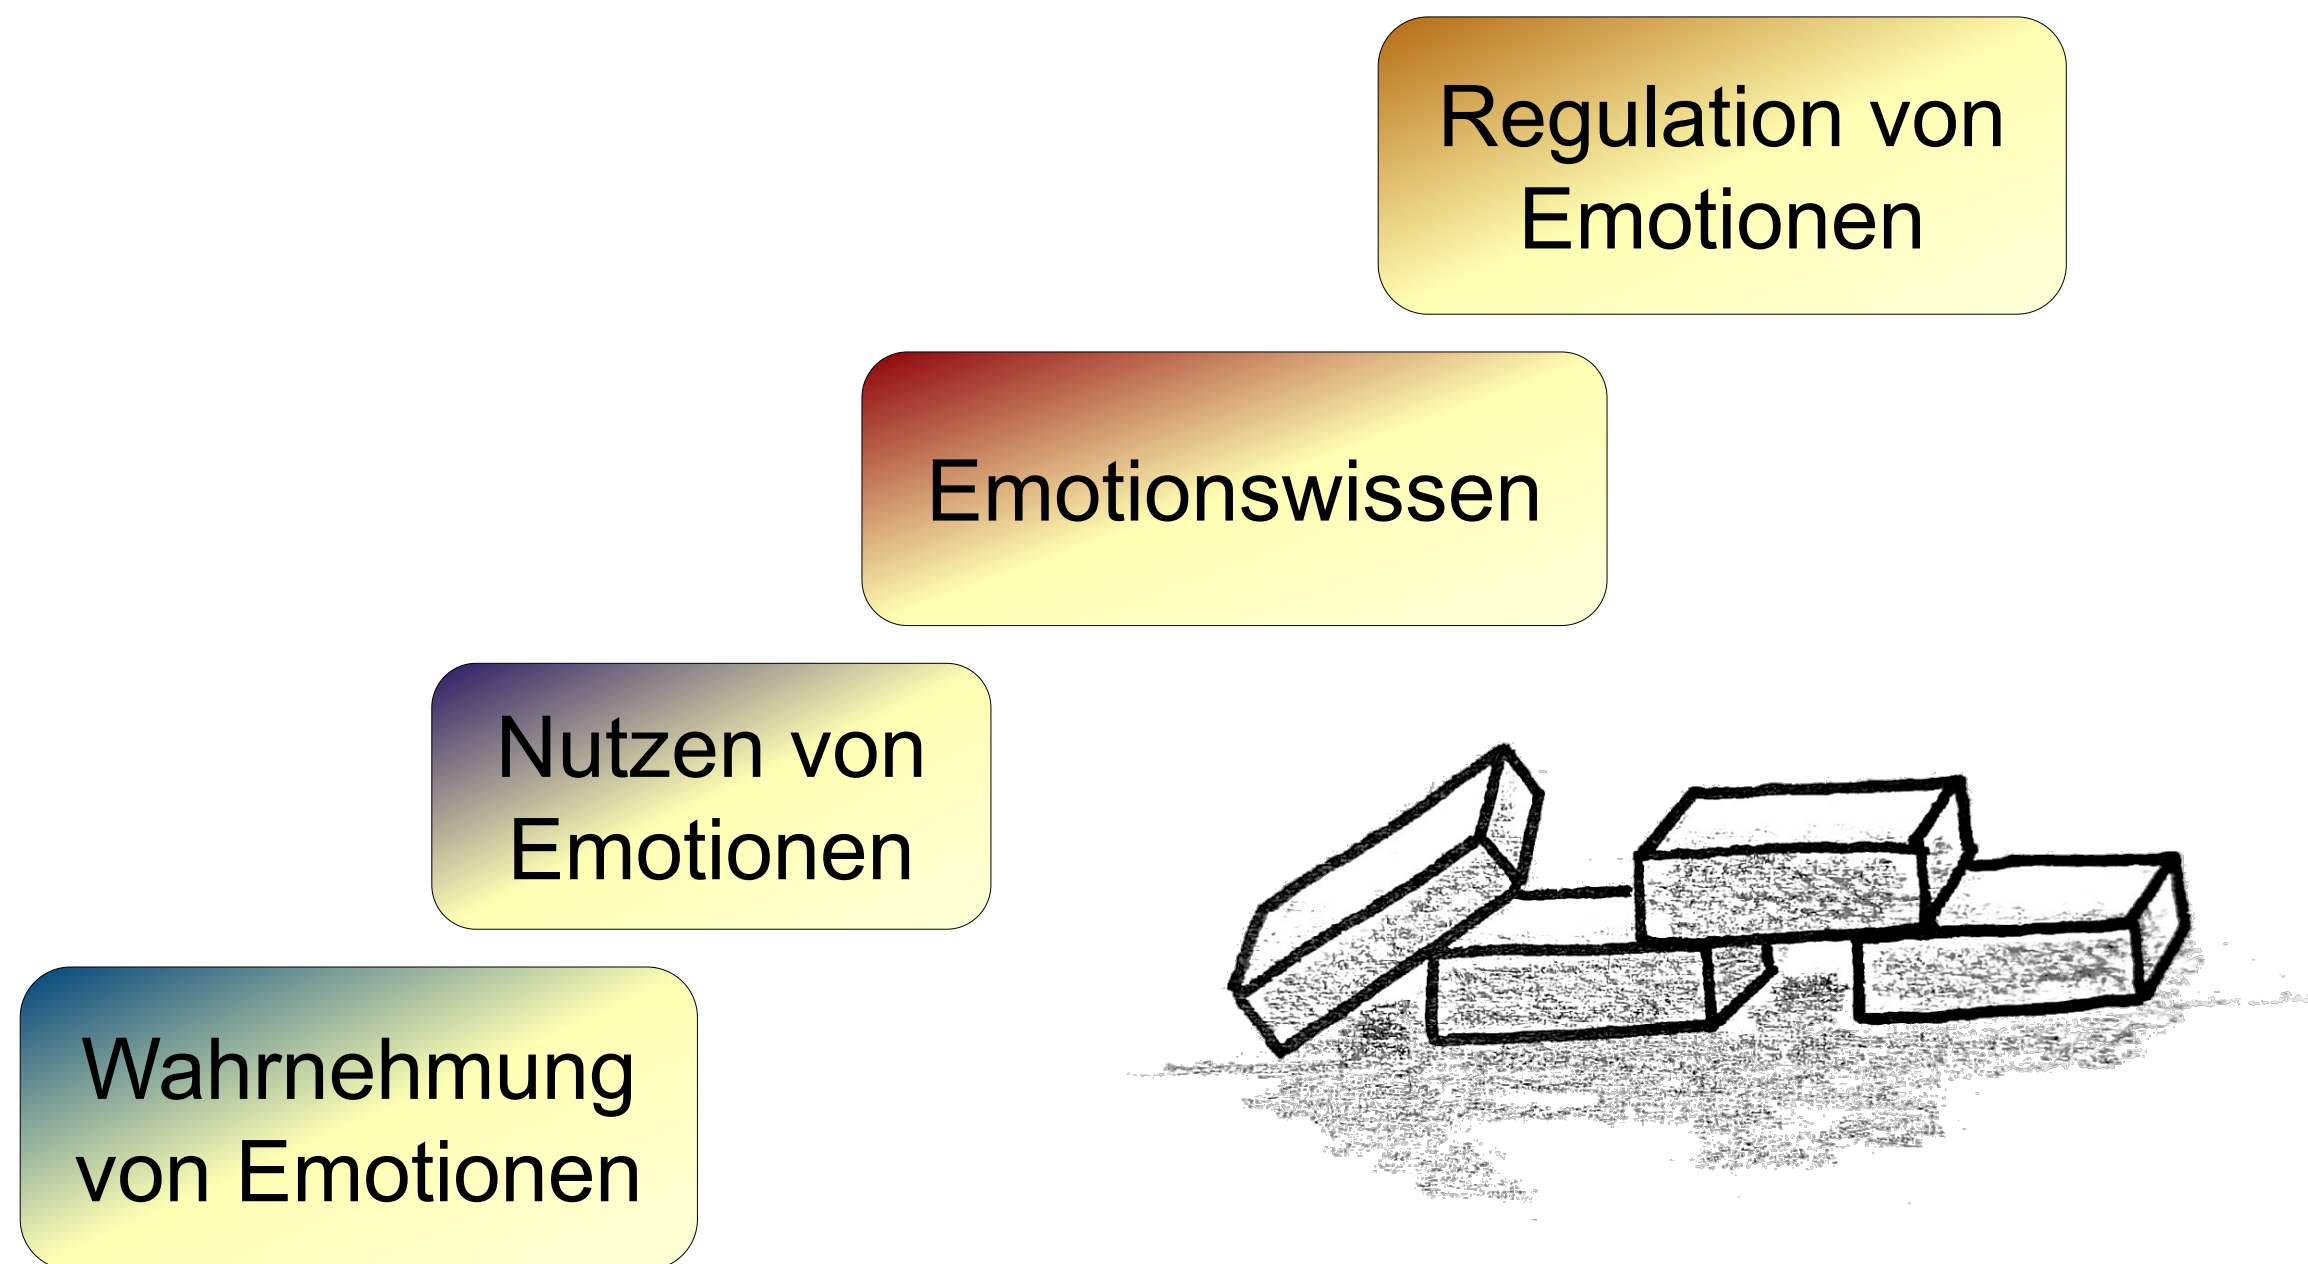 Regulation von
Emotionen
Emotionswissen
Nutzen von
Emotionen
Wahrnehmung
von Emotionen